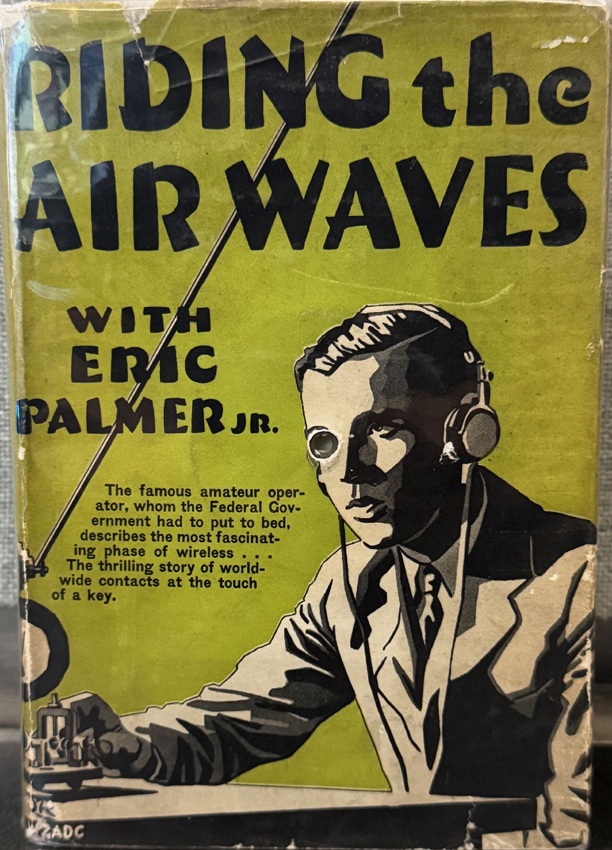 RIDING the
AIR WAVES
WITH
ERIC
PALMER JR.
The famous amateur oper-
ator, whom the Federal Gov-
ernment had to put to bed,
describes the most fascinat-
ing phase of wireless . . .
The thrilling story of world-
wide contacts at the touch
of a key.
ADC